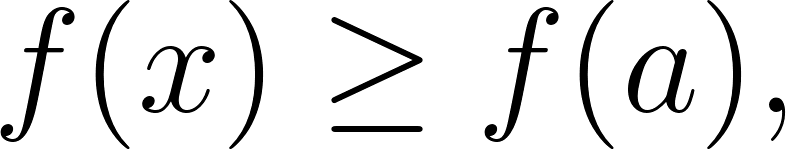 f(x) ≥ f(a),